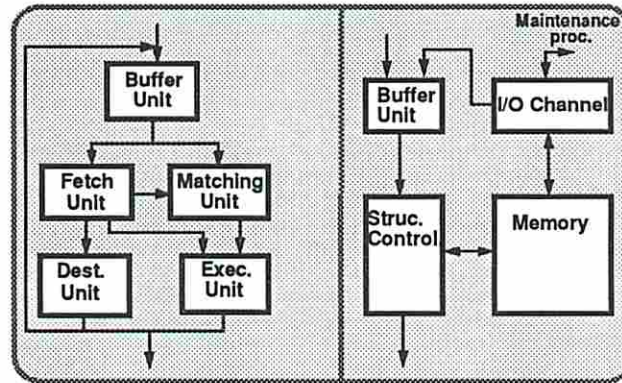 Buffer
Unit
Fetch
Unit
Matching
Unit
Dest.
Unit
Exec.
Unit
Maintenance
proc.
Buffer
Unit
I/O Channel
Struc.
Control
Memory